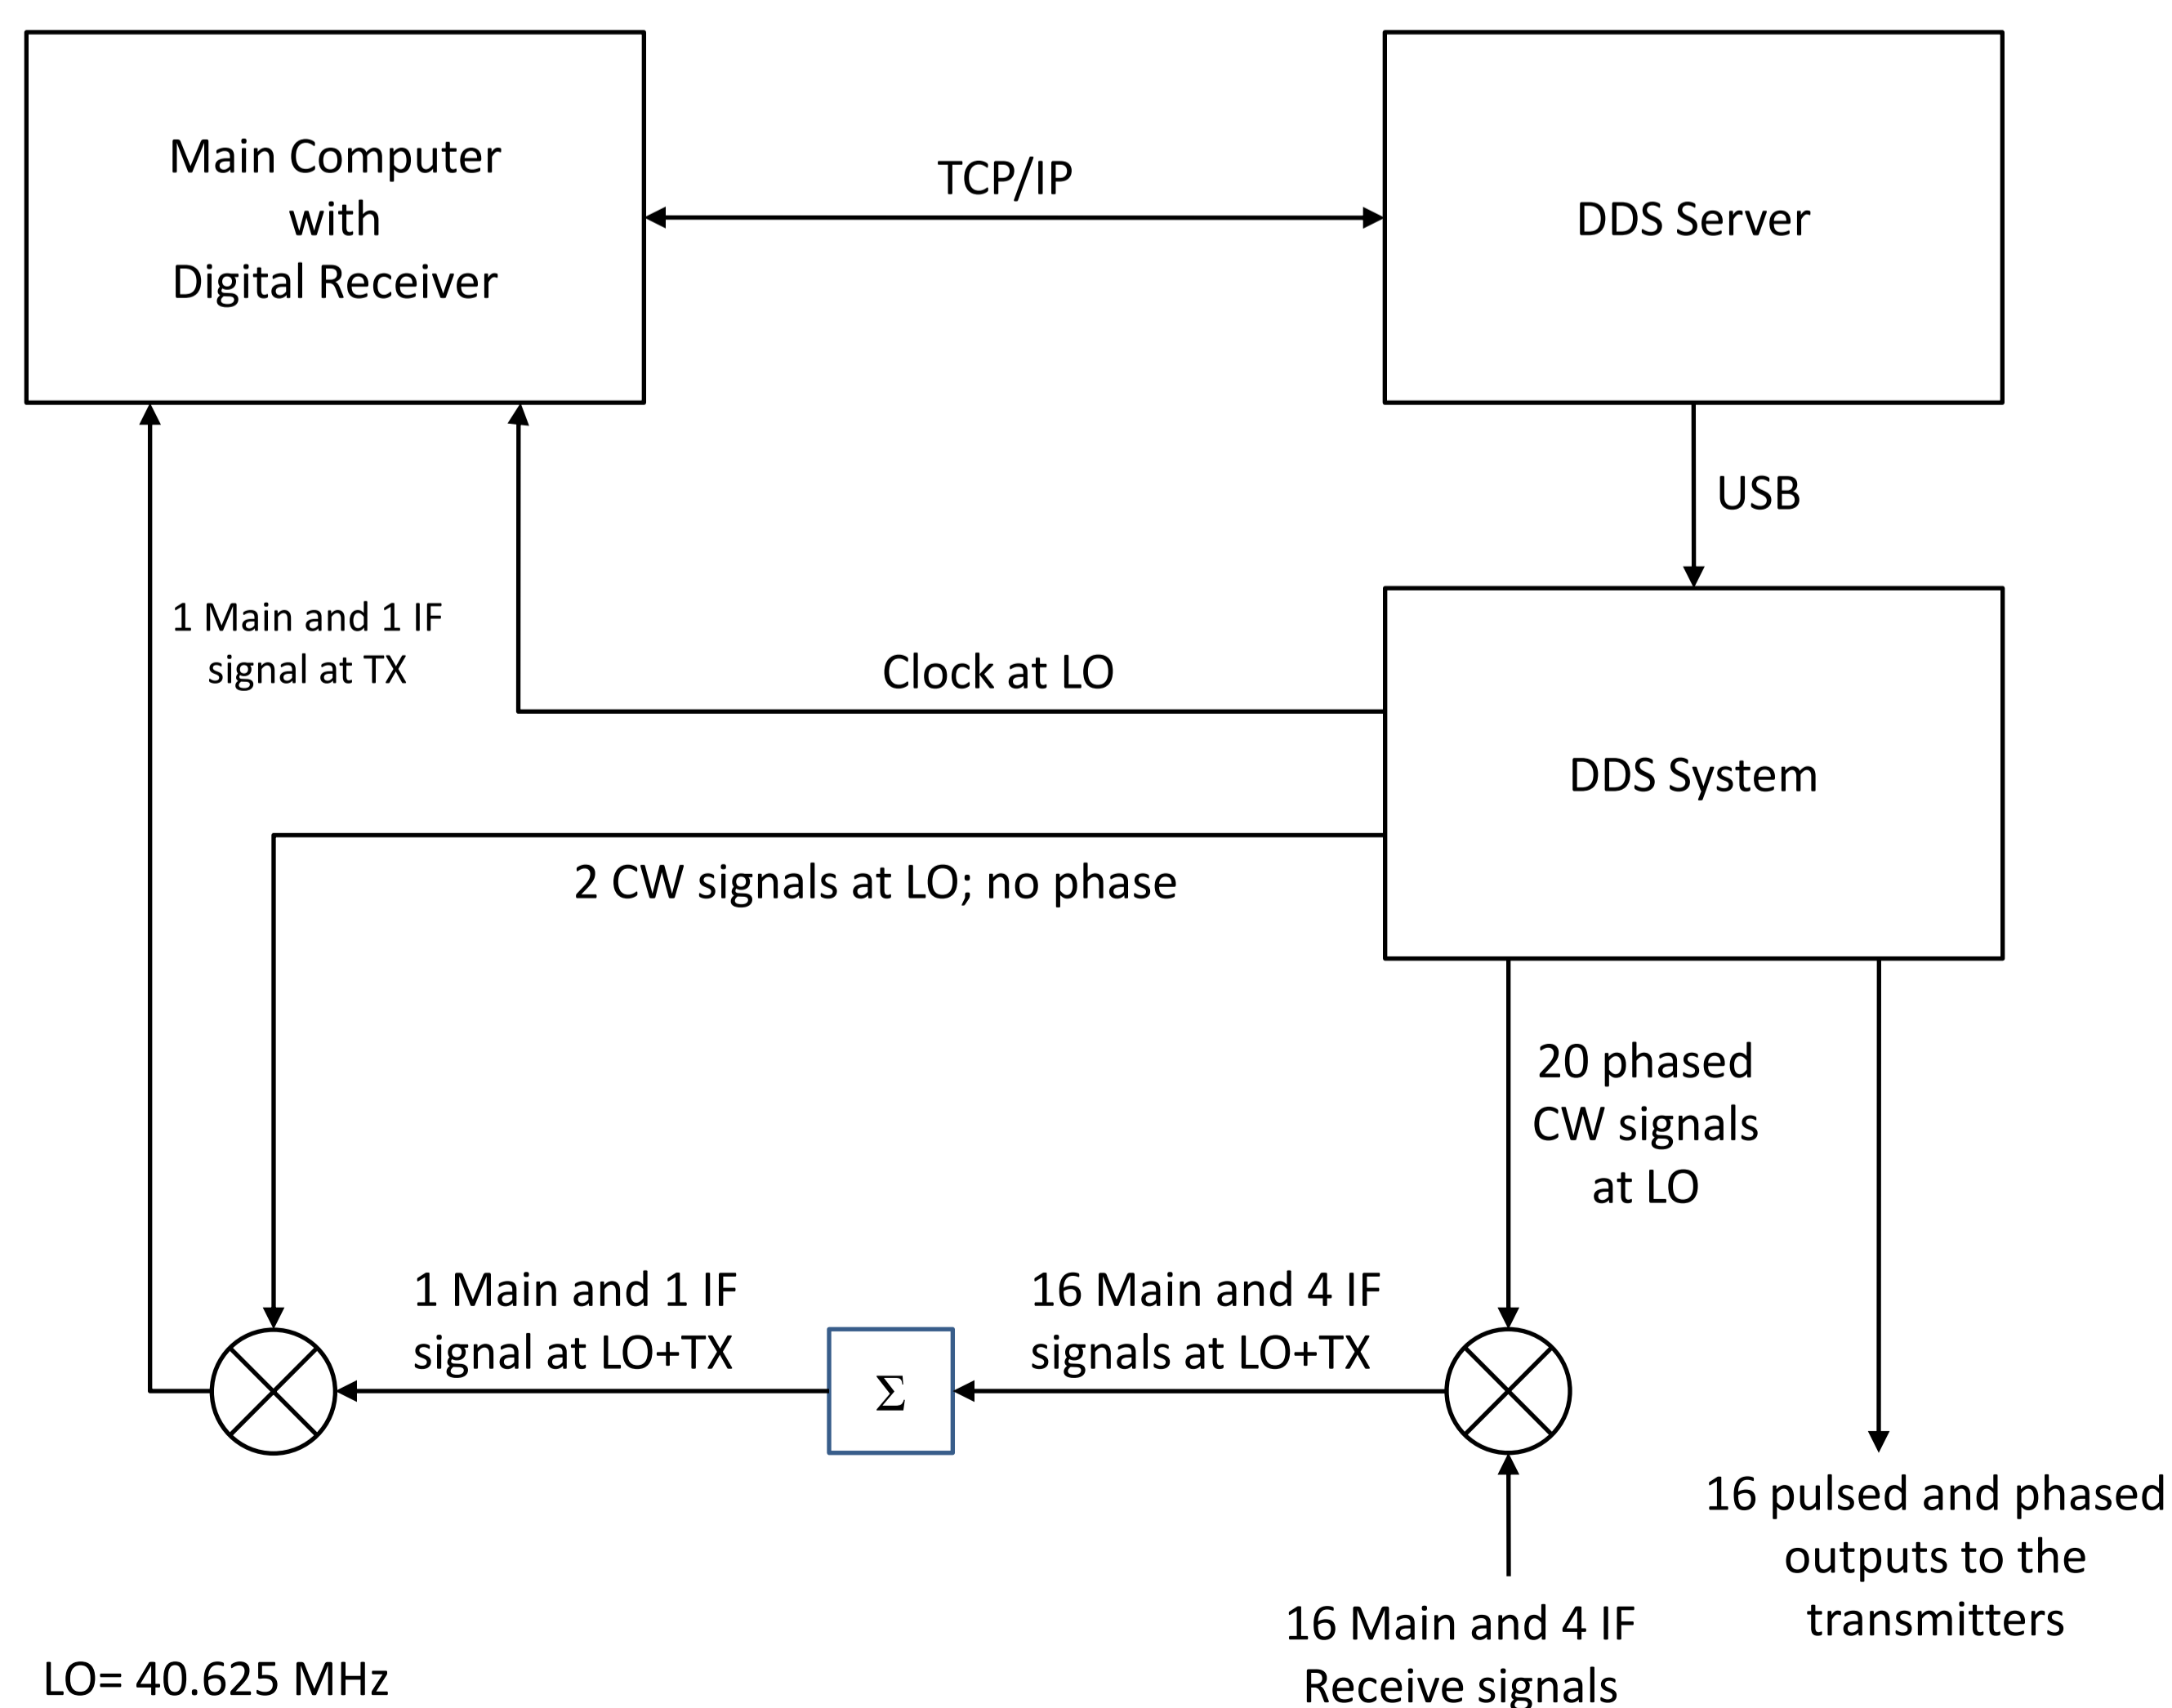 Main Computer
with
Digital Receiver
TCP/IP
DDS Server
USB
1 Main and 1 IF
signal at TX
Clock at LO
DDS System
2 CW signals at LO; no phase
20 phased
CW signals
at LO
1 Main and 1 IF
signal at LO+TX
16 Main and 4 IF
signals at LO+TX
Σ
16 pulsed and phased
outputs to the
transmitters
16 Main and 4 IF
Receive signals
LO= 40.625 MHz